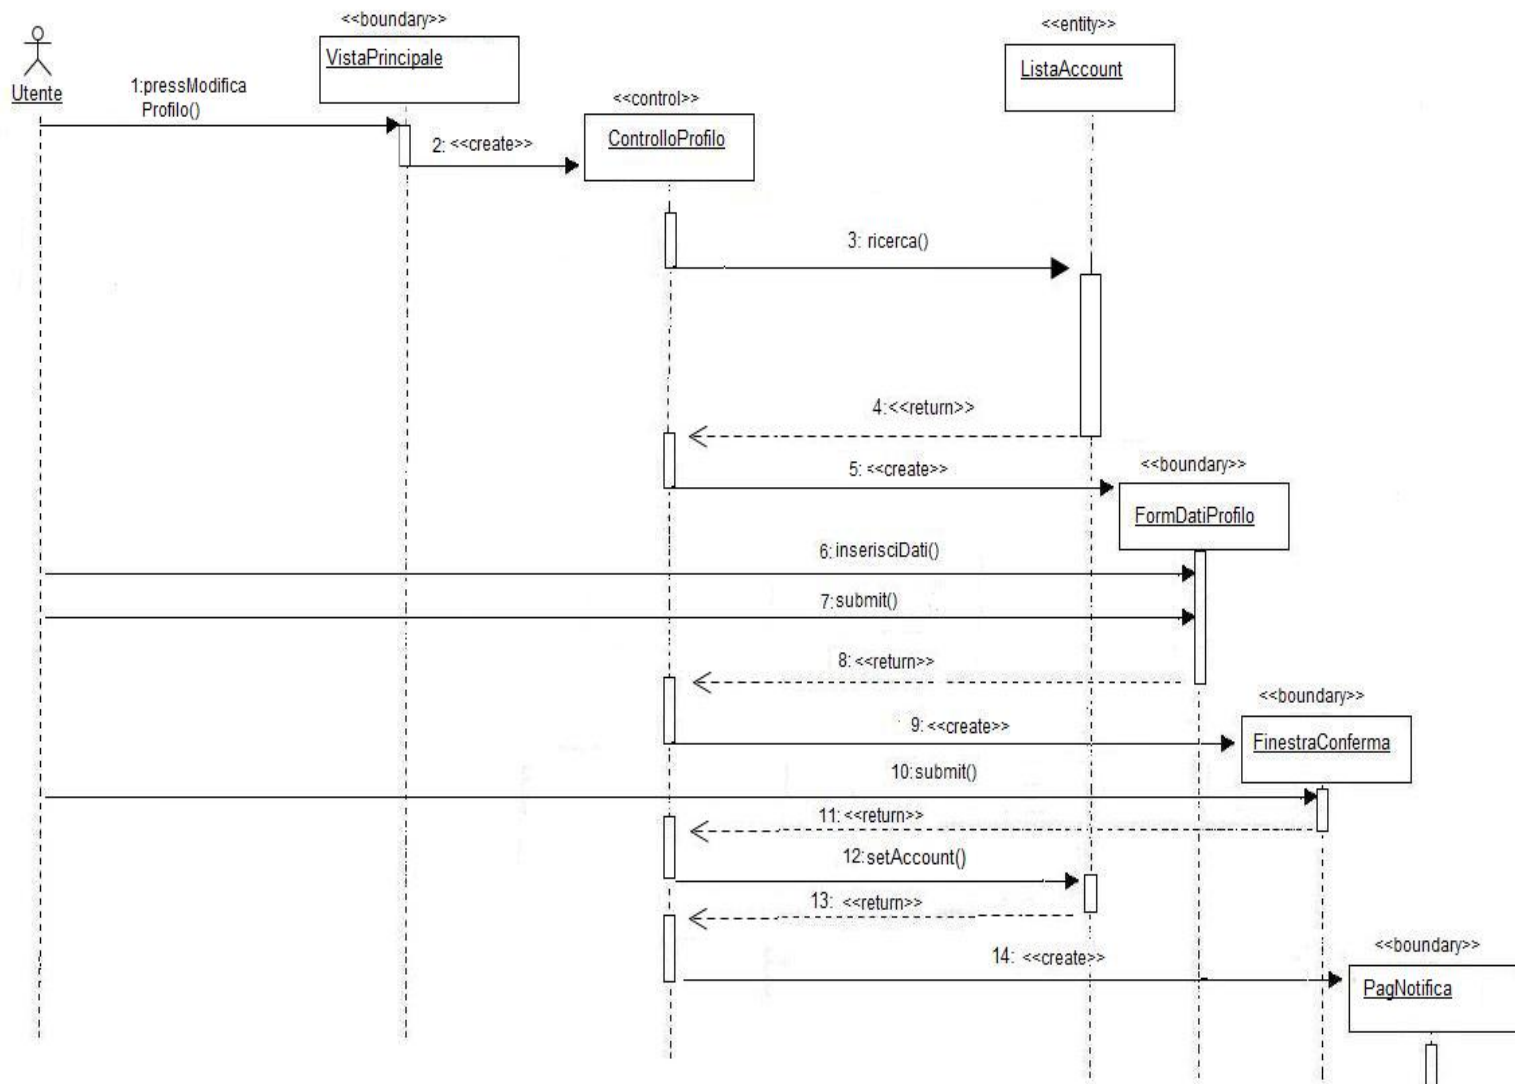 <<boundary>>
<<entity>>
VistaPrincipale
ListaAccount
Utente
1:pressModifica
Profilo()
<<control>>
ControlloProfilo
2: <<create>>
3: ricerca()
4:<<return>>
5: <<create>>
<<boundary>>
FormDatiProfilo
6: inserisciDati()
7:submit()
8: <<return>>
<<boundary>>
9: <<create>>
FinestraConferma
10:submit()
11: <<return>>
12:setAccount()
13: <<return>>
<<boundary>>
14: <<create>>
PagNotifica